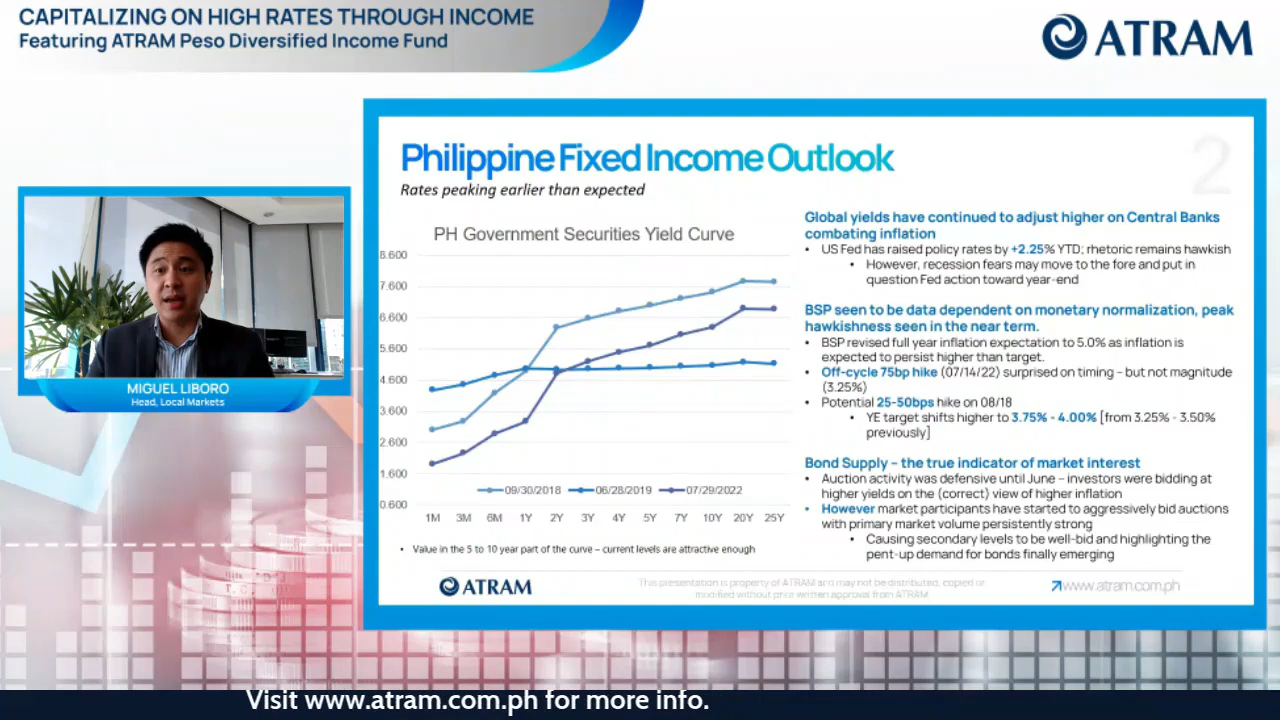 CAPITALIZING ON HIGH RATES THROUGH INCOME
Featuring ATRAM Peso Diversified Income Fund
ATRAM
MIGUEL LIBORO
Head, Local Markets
Philippine Fixed Income Outlook
2
Rates peaking earlier than expected
PH Government Securities Yield Curve
8.600
7.600
6.600
5.600
4.600
3.600
2.600
1.600
0.600
09/30/2018 06/28/2019 07/29/2022
1M 3M 6M 1Y 2Y 3Y 4Y 5Y 7Y 10Y 20Y 25Y
• Value in the 5 to 10 year part of the curve – current levels are attractive enough
Global yields have continued to adjust higher on Central Banks
combating inflation
• US Fed has raised policy rates by +2.25% YTD; rhetoric remains hawkish
• However, recession fears may move to the fore and put in
question Fed action toward year-end
BSP seen to be data dependent on monetary normalization, peak
hawkishness seen in the near term.
• BSP revised full year inflation expectation to 5.0% as inflation is
expected to persist higher than target.
• Off-cycle 75bp hike (07/14/22) surprised on timing – but not magnitude
(3.25%)
• Potential 25-50bps hike on 08/18
• YE target shifts higher to 3.75% - 4.00% [from 3.25% - 3.50%
previously]
Bond Supply – the true indicator of market interest
• Auction activity was defensive until June – investors were bidding at
higher yields on the (correct) view of higher inflation
• However market participants have started to aggressively bid auctions
with primary market volume persistently strong
• Causing secondary levels to be well-bid and highlighting the
pent-up demand for bonds finally emerging
ATRAM
This presentation is property of ATRAM and may not be distributed, copied or
modified without prior written approval from ATRAM
www.atram.com.ph
Visit www.atram.com.ph for more info.